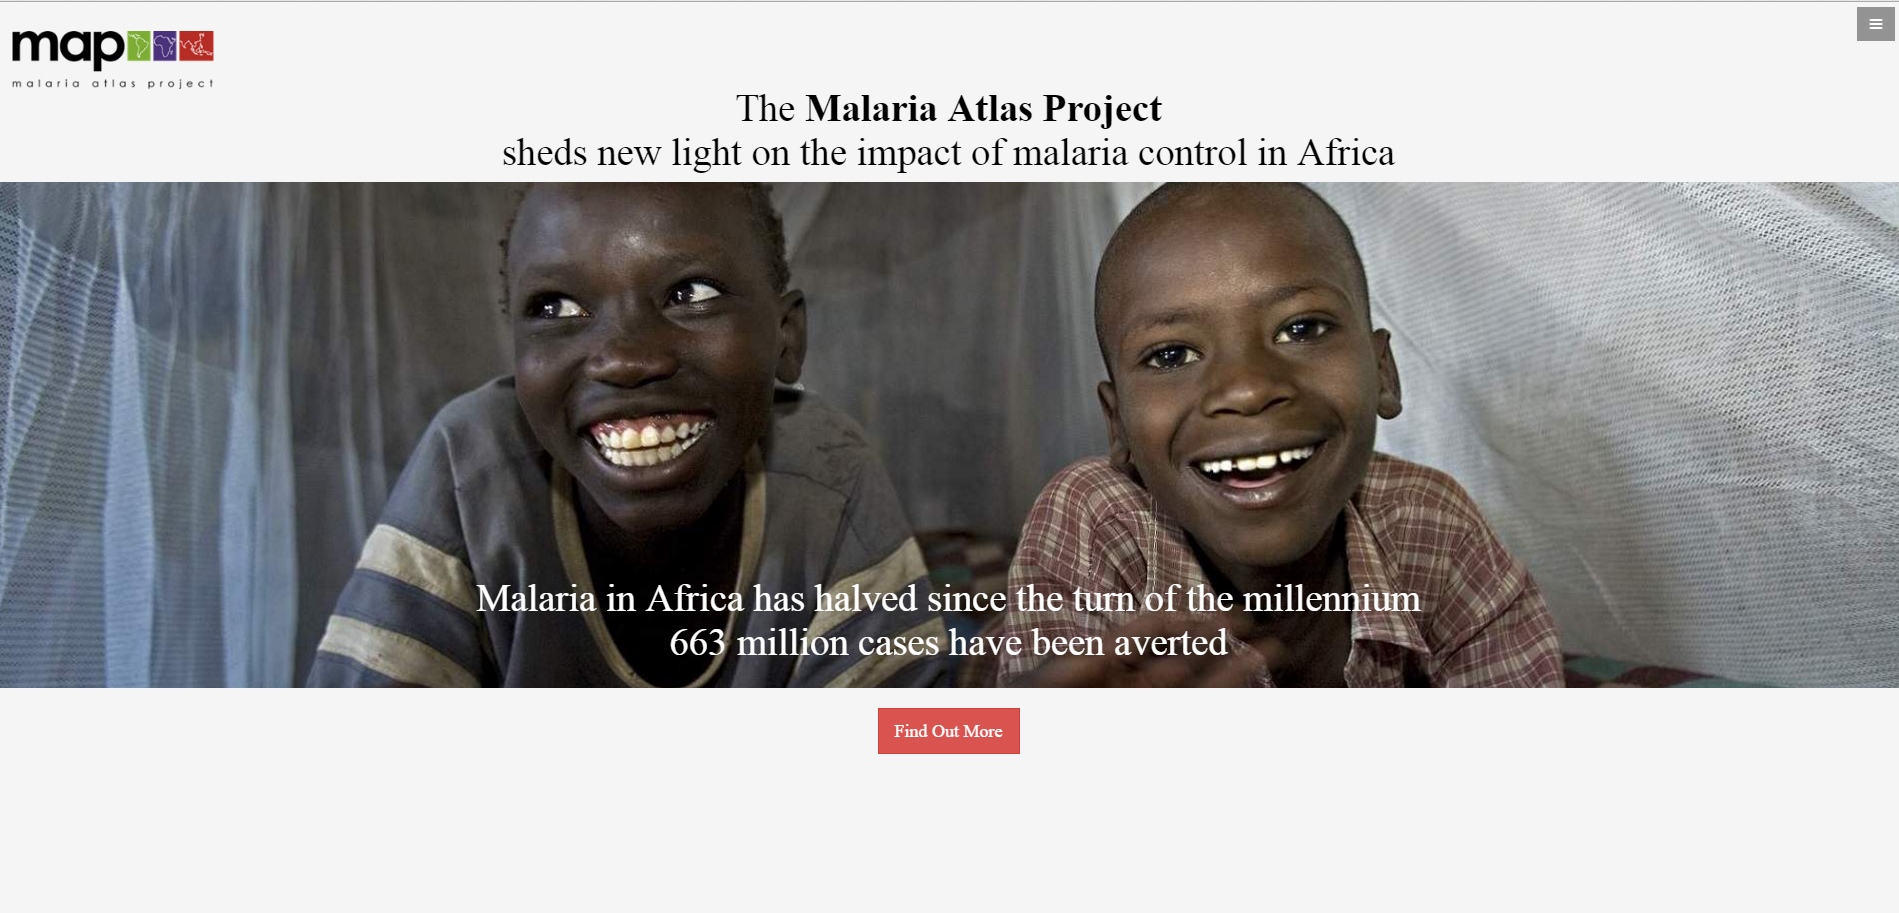 map
malaria atlas project
The Malaria Atlas Project
sheds new light on the impact of malaria control in Africa
Malaria in Africa has halved since the turn of the millennium
663 million cases have been averted
Find Out More